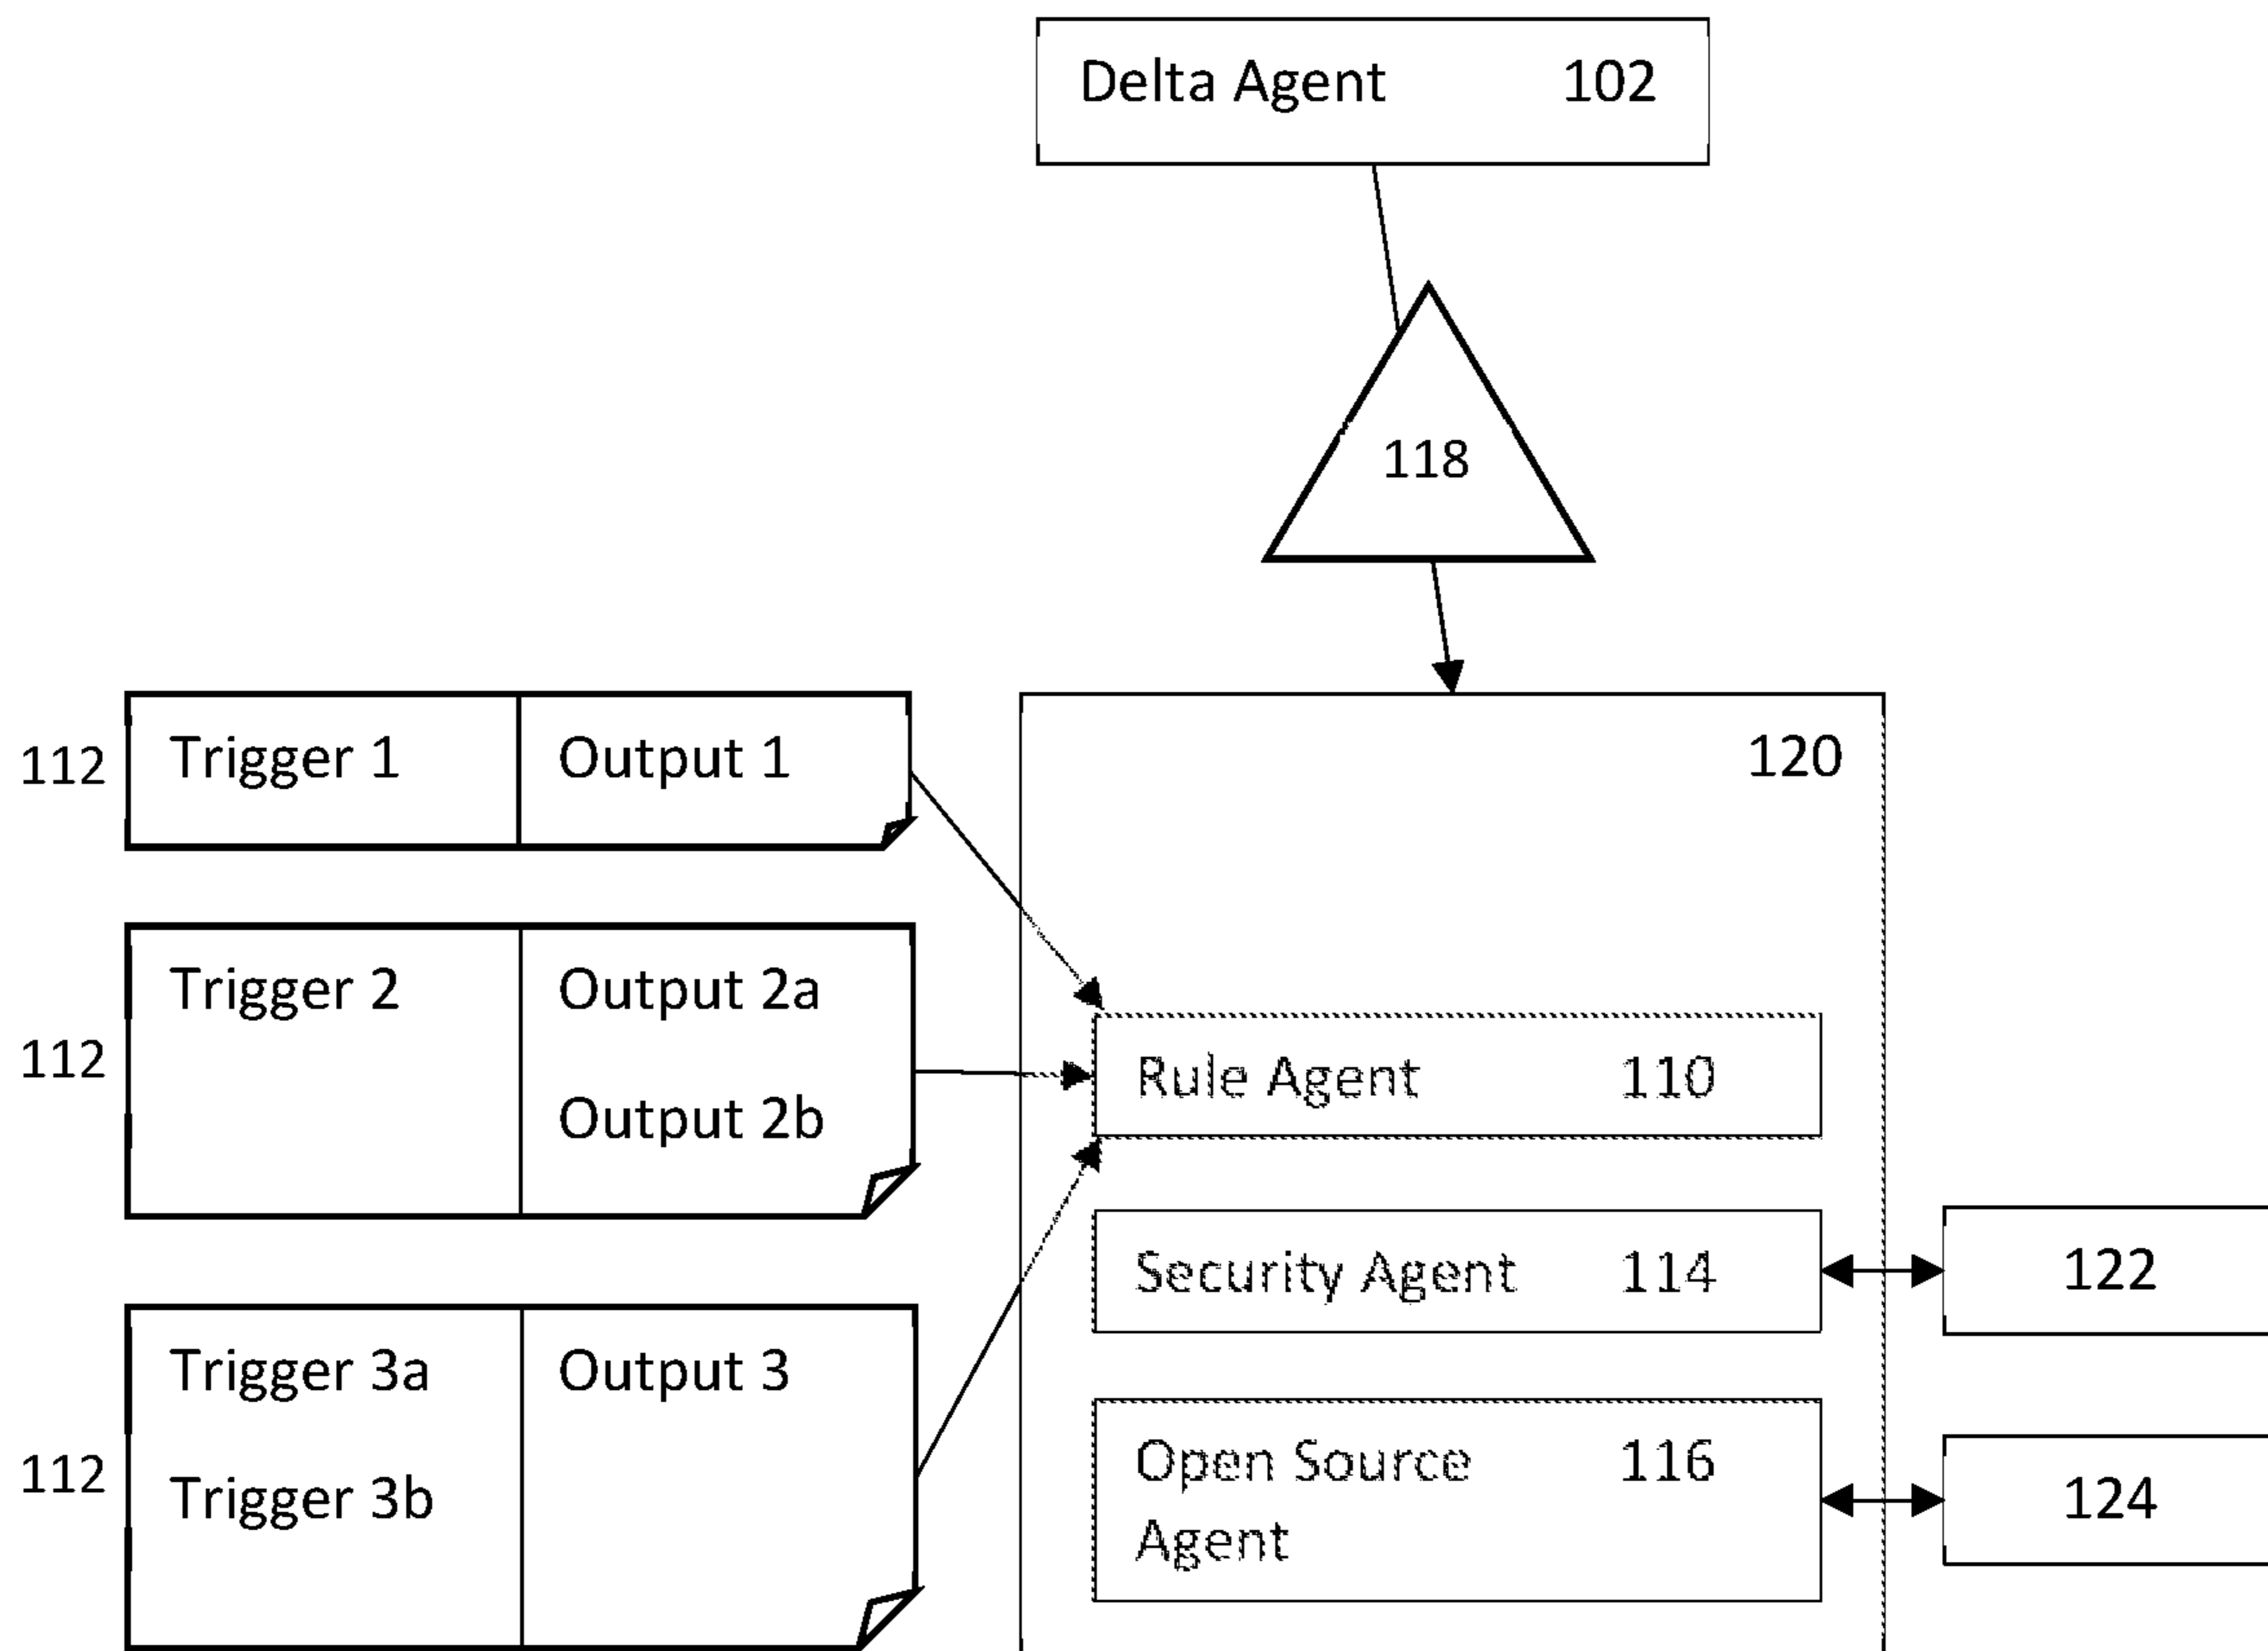 Delta Agent 102
118
112 Trigger 1 Output 1
120
112 Trigger 2 Output 2a
Output 2b
Rule Agent 110
Security Agent 114
122
112 Trigger 3a Output 3
Trigger 3b
Open Source 116
Agent
124